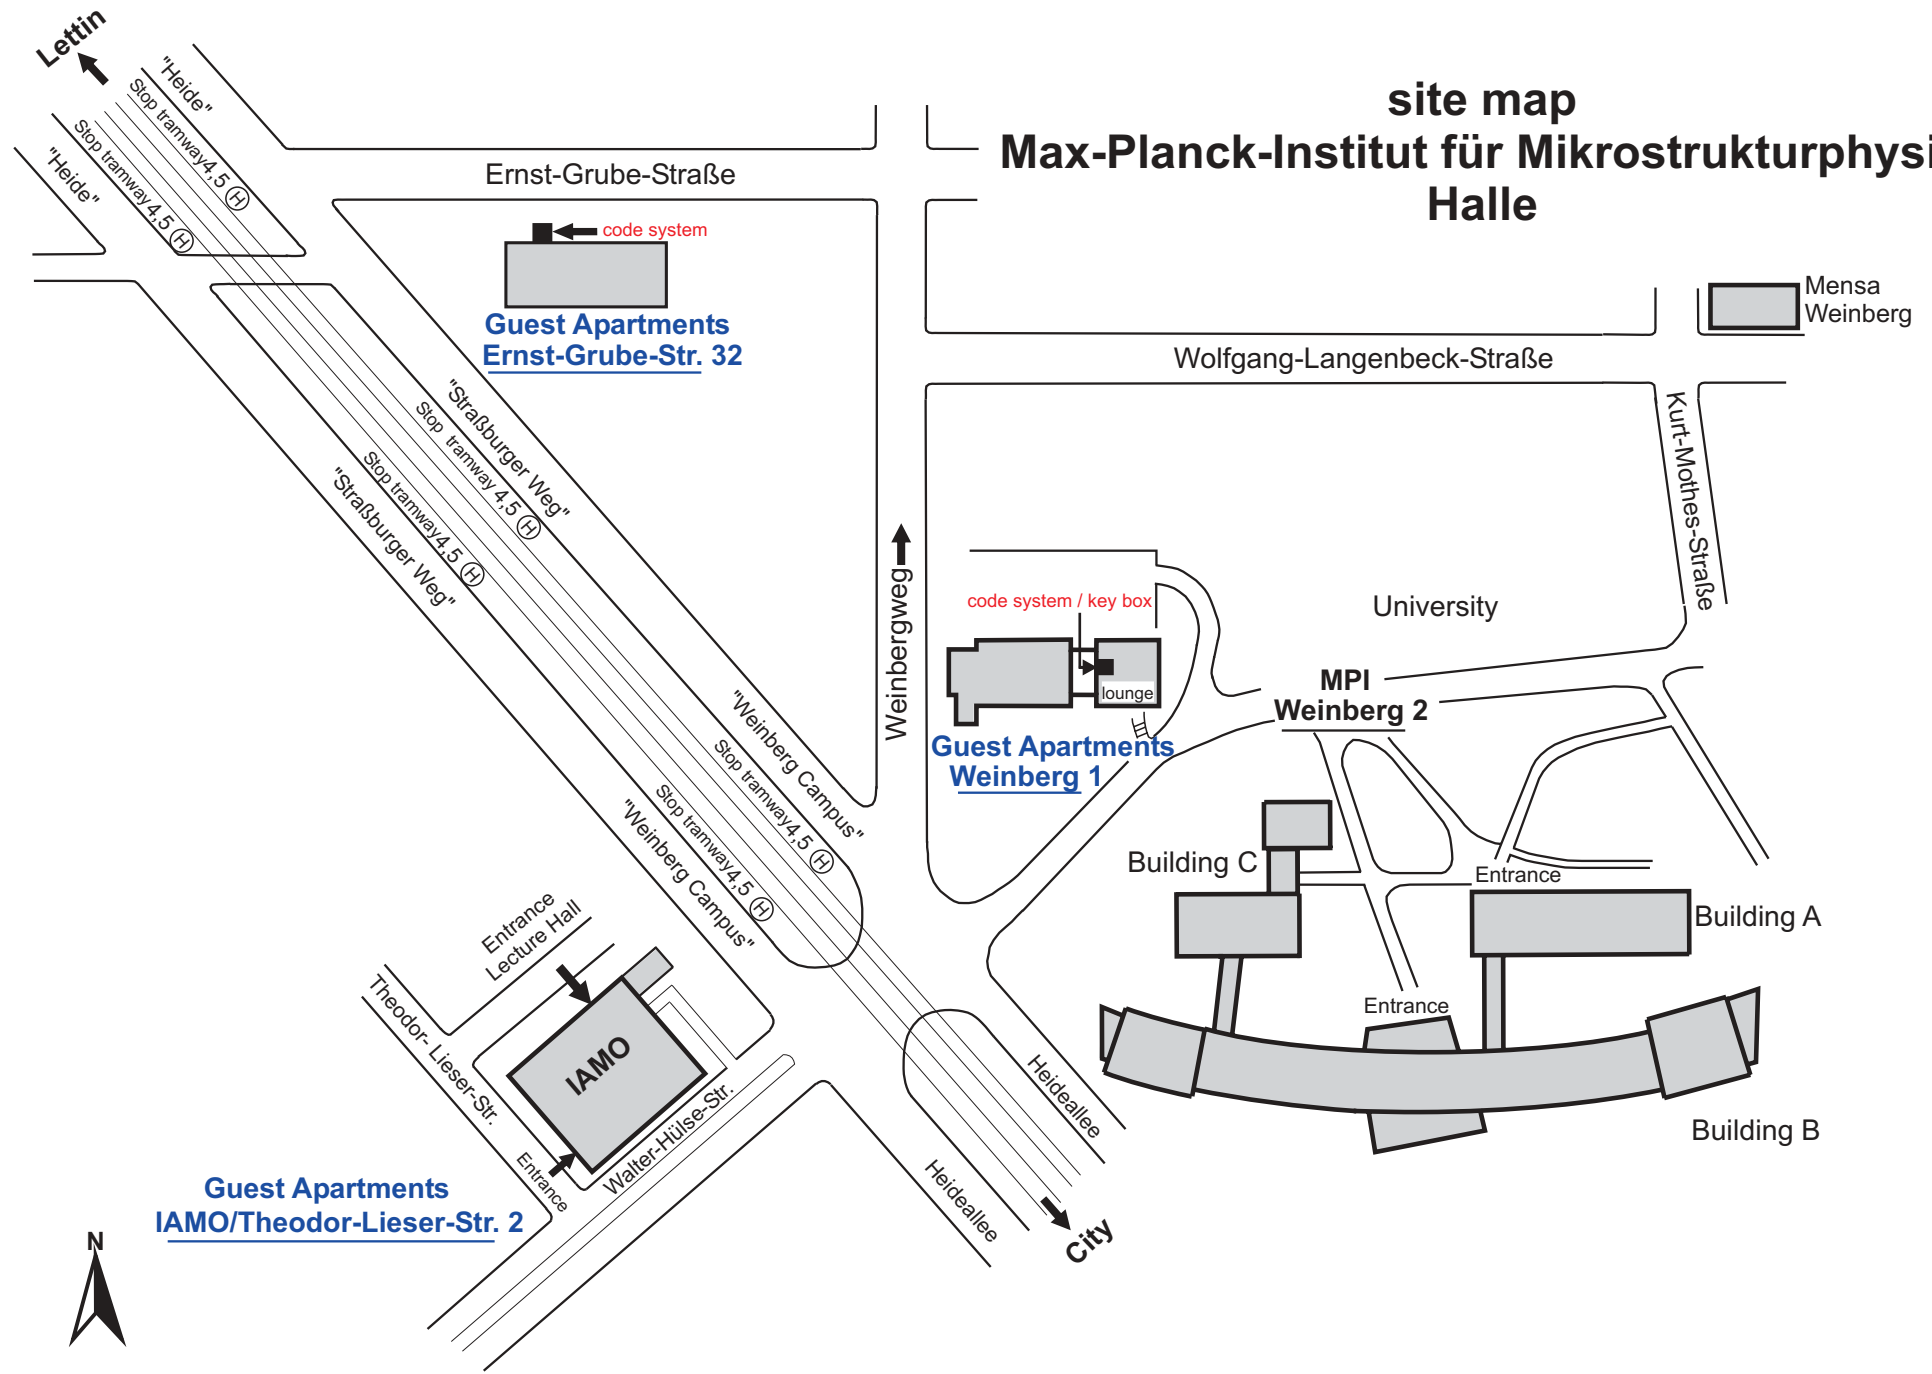 Lettin
site map
Max-Planck-Institut für Mikrostrukturphysi
Halle
"Heide"
Stop tramway4,5 H
"Heide"
Stop tramway4,5 H
Ernst-Grube-Straße
code system
Guest Apartments
Ernst-Grube-Str. 32
Mensa
Weinberg
Wolfgang-Langenbeck-Straße
Kurt-Mothes-Straße
"Straßburger Weg"
Stop tramway 4,5 H
Stop tramway4,5 H
"Straßburger Weg"
Weinbergweg
code system / key box
lounge
Guest Apartments
Weinberg 1
University
MPI
Weinberg 2
"Weinberg Campus"
Stop tramway4,5 H
Stop tramway4,5 H
"Weinberg Campus"
Building C
Entrance
Building A
Entrance
Building B
Entrance
Lecture Hall
Theodor- Lieser-Str.
IAMO
Walter-Hülse-Str.
Entrance
Guest Apartments
IAMO/Theodor-Lieser-Str. 2
Heideallee
Heideallee
City
N